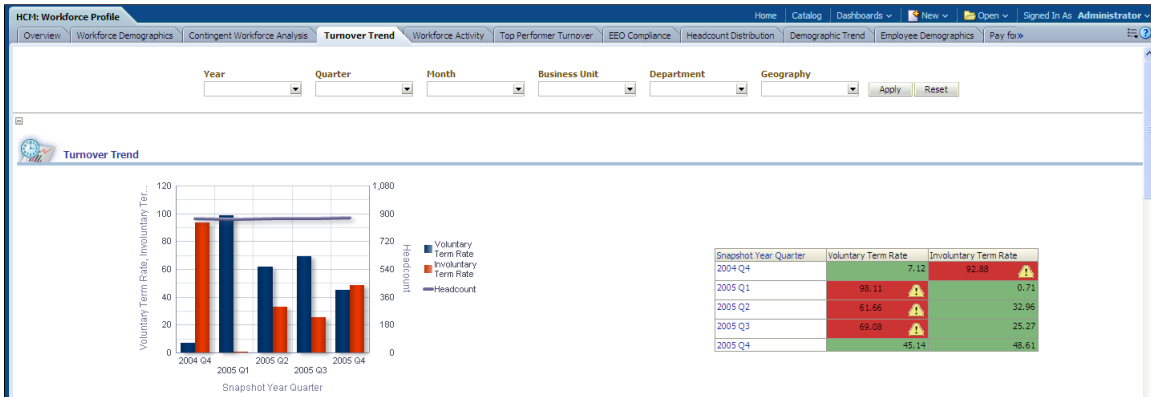 HCM: Workforce Profile
Home Catalog Dashboards New Open Signed In As Administrator
Overview Workforce Demographics Contingent Workforce Analysis Turnover Trend Workforce Activity Top Performer Turnover EEO Compliance Headcount Distribution Demographic Trend Employee Demographics Pay for»
Year Quarter Month Business Unit Department Geography
Apply Reset
Turnover Trend
Voluntary Term Rate, Involuntary Ter...
120
100
80
60
40
20
0
1,080
900
720
540
360
180
0
Headcount
2004 Q4
2005 Q1
2005 Q2
2005 Q3
2005 Q4
Snapshot Year Quarter
Voluntary
Term Rate
Involuntary
Term Rate
Headcount
Snapshot Year Quarter Voluntary Term Rate Involuntary Term Rate
2004 Q4 7.12 92.88
2005 Q1 98.11 0.71
2005 Q2 61.66 32.96
2005 Q3 69.08 25.27
2005 Q4 45.14 48.61